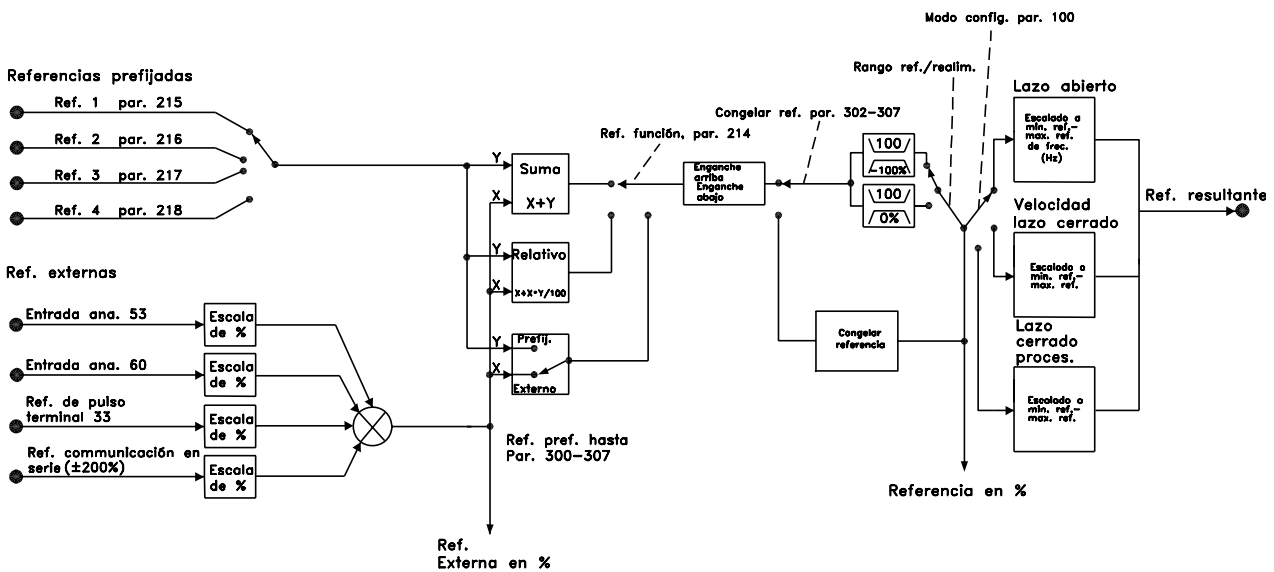 Modo config. par. 100
Rango ref./realim.
Referencias prefijadas
Ref. 1 par. 215
Ref. 2 par. 216
Ref. 3 par. 217
Ref. 4 par. 218
Congelar ref. par. 302-307
Ref. función, par. 214
Y
Suma
X
X+Y
Y
Relativo
X
X+X*Y/100
Y
Prefij.
X
Externo
Enganche
arriba
Enganche
abajo
100
-100%
100
0%
Lazo abierto
Escalado a
min. ref.-
max. ref.
de frec.
(Hz)
Ref. resultante
Velocidad
lazo cerrado
Escalado a
min. ref.-
max. ref.
Lazo
cerrado
proces.
Escalado a
min. ref.-
max. ref.
Congelar
referencia
Referencia en %
Ref. externas
Entrada ana. 53
Escala
de %
Entrada ana. 60
Escala
de %
Ref. de pulso
terminal 33
Escala
de %
Ref. communicación en
serie (±200%)
Escala
de %
Ref. pref. hasta
Par. 300-307
Ref.
Externa en %